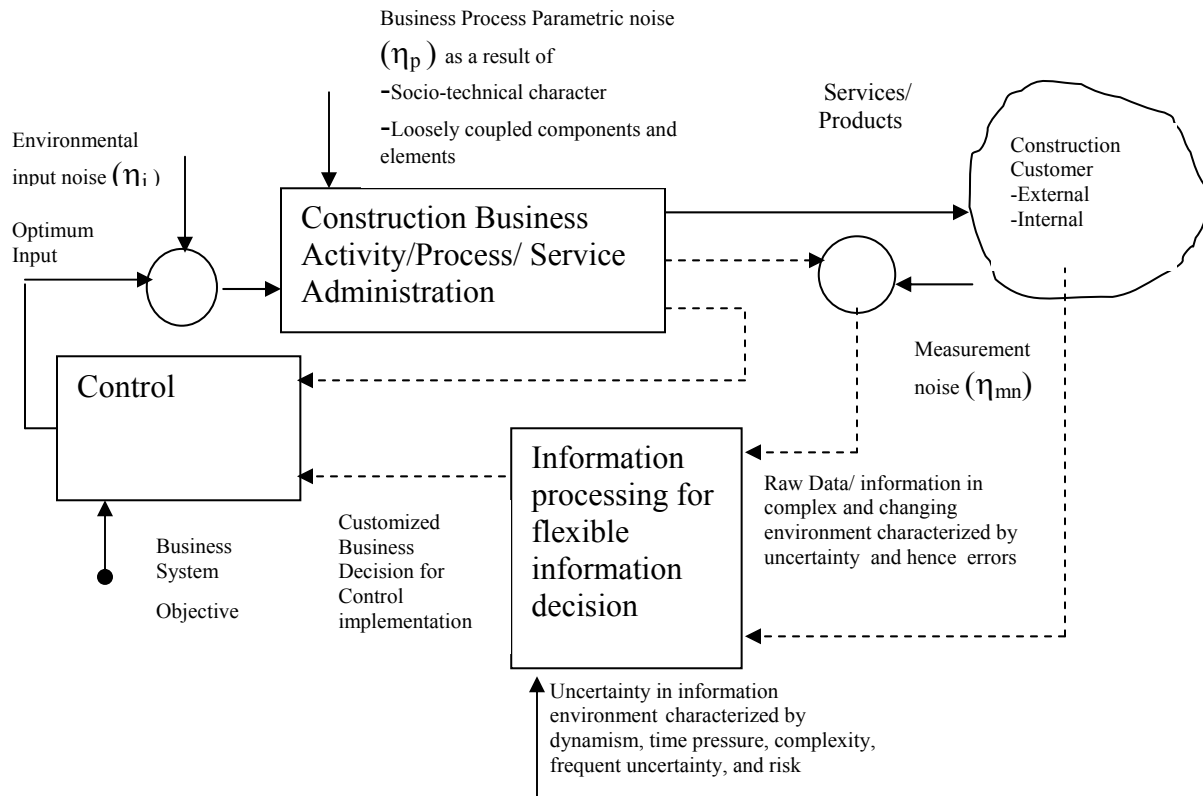 Business Process Parametric noise
(ηp) as a result of
-Socio-technical character
-Loosely coupled components and
elements
Services/
Products
Environmental
input noise (ηi)
Optimum
Input
Construction Business
Activity/Process/ Service
Administration
Construction
Customer
-External
-Internal
Control
Measurement
noise (ηmn)
Information
processing for
flexible
information
decision
Raw Data/ information in
complex and changing
environment characterized by
uncertainty and hence errors
Customized
Business
Decision for
Control
implementation
Business
System
Objective
Uncertainty in information
environment characterized by
dynamism, time pressure, complexity,
frequent uncertainty, and risk